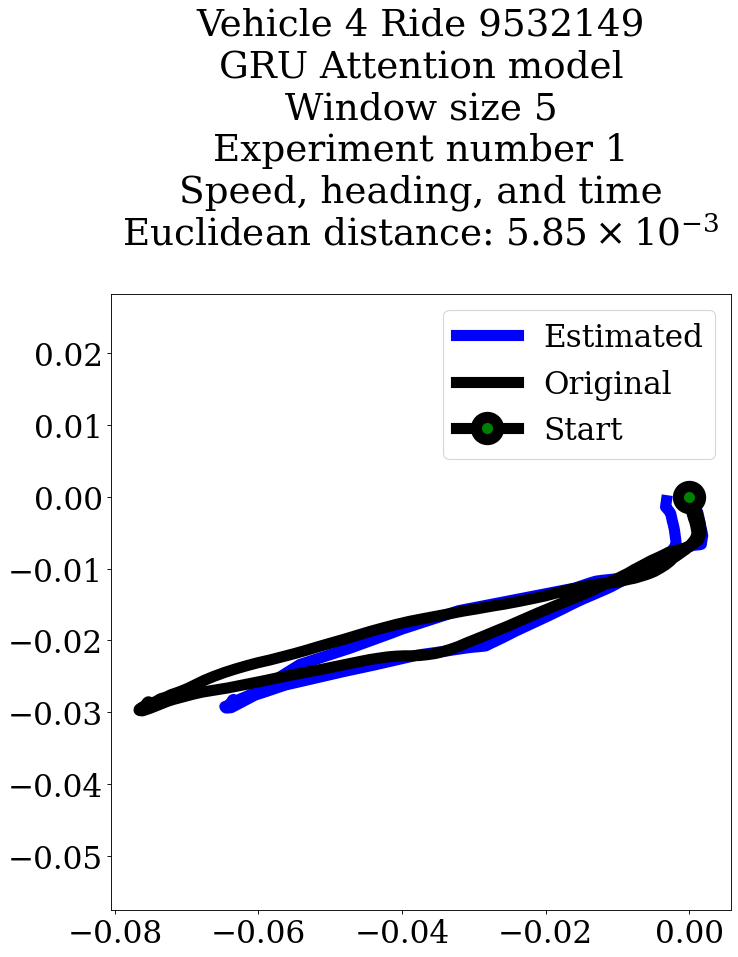 Vehicle 4 Ride 9532149
GRU Attention model
Window size 5
Experiment number 1
Speed, heading, and time
Euclidean distance: 5.85 × 10⁻³
Estimated
Original
Start
0.02
0.01
0.00
−0.01
−0.02
−0.03
−0.04
−0.05
−0.08 −0.06 −0.04 −0.02 0.00